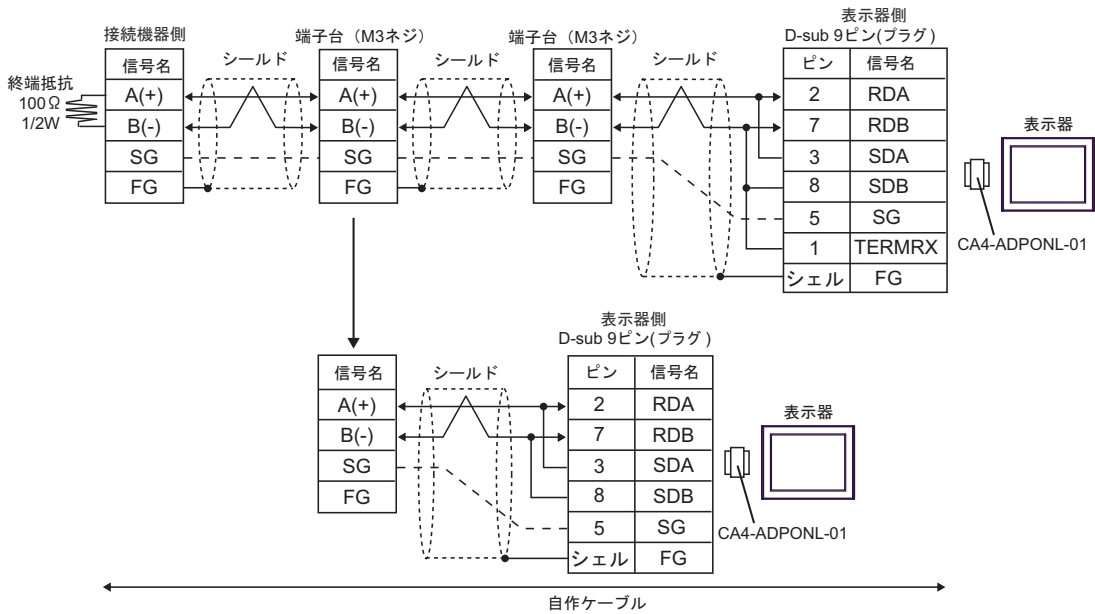 接続機器側
信号名
A(+)
B(-)
SG
FG
終端抵抗
100Ω
1/2W
シールド
端子台（M3ネジ）
信号名
A(+)
B(-)
SG
FG
シールド
端子台（M3ネジ）
信号名
A(+)
B(-)
SG
FG
シールド
表示器側
D-sub 9ピン(プラグ)
ピン 信号名
2 RDA
7 RDB
3 SDA
8 SDB
5 SG
1 TERMRX
シェル FG
表示器
CA4-ADPONL-01
信号名
A(+)
B(-)
SG
FG
シールド
表示器側
D-sub 9ピン(プラグ)
ピン 信号名
2 RDA
7 RDB
3 SDA
8 SDB
5 SG
シェル FG
表示器
CA4-ADPONL-01
自作ケーブル